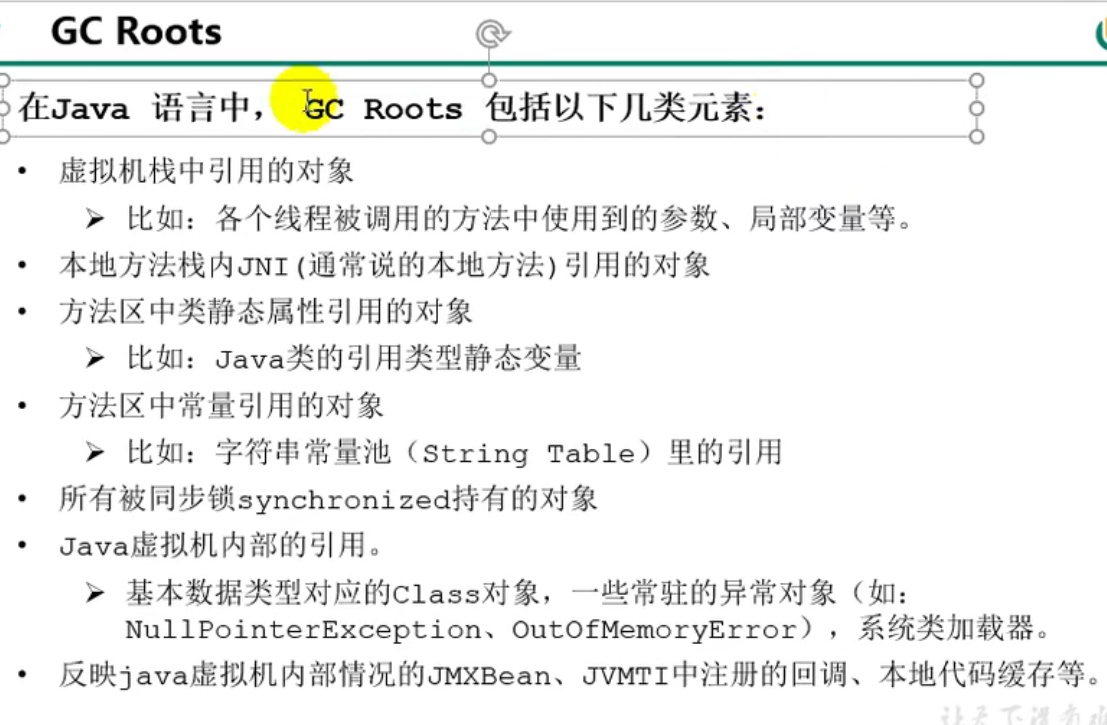 GC Roots
在Java 语言中， GC Roots 包括以下几类元素：
• 虚拟机栈中引用的对象
➢ 比如：各个线程被调用的方法中使用到的参数、局部变量等。
• 本地方法栈内JNI(通常说的本地方法)引用的对象
• 方法区中类静态属性引用的对象
➢ 比如：Java类的引用类型静态变量
• 方法区中常量引用的对象
➢ 比如：字符串常量池（String Table）里的引用
• 所有被同步锁synchronized持有的对象
• Java虚拟机内部的引用。
➢ 基本数据类型对应的Class对象，一些常驻的异常对象（如：
NullPointerException、OutOfMemoryError），系统类加载器。
• 反映java虚拟机内部情况的JMXBean、JVMTI中注册的回调、本地代码缓存等。